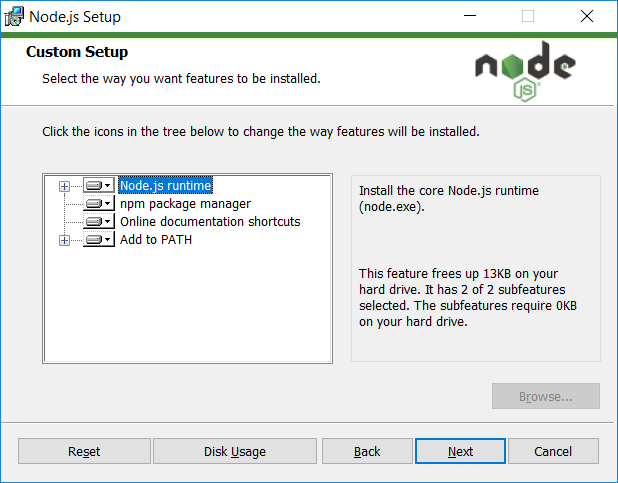 Node.js Setup
Custom Setup
Select the way you want features to be installed.
node
JS
Click the icons in the tree below to change the way features will be installed.
Node.js runtime
npm package manager
Online documentation shortcuts
Add to PATH
Install the core Node.js runtime
(node.exe).
This feature frees up 13KB on your
hard drive. It has 2 of 2 subfeatures
selected. The subfeatures require 0KB
on your hard drive.
Browse...
Reset
Disk Usage
Back
Next
Cancel